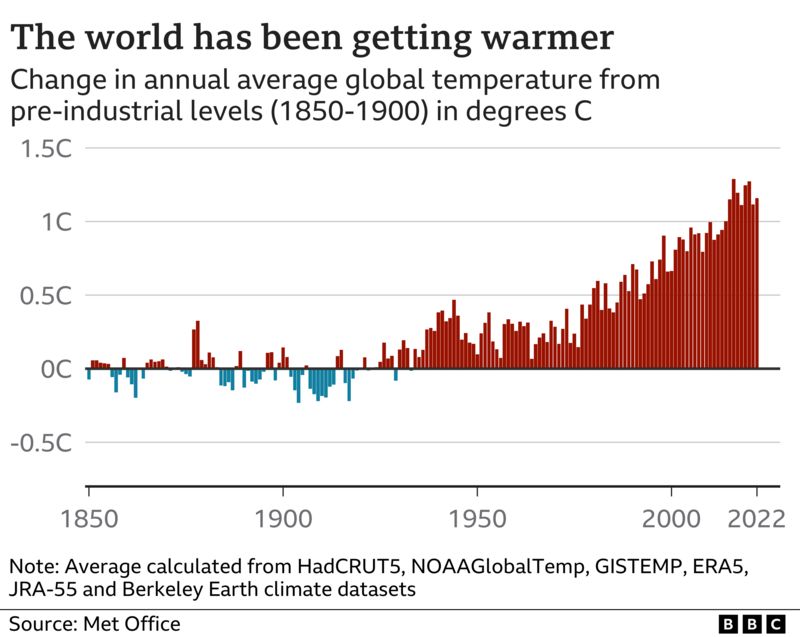 The world has been getting warmer
Change in annual average global temperature from
pre-industrial levels (1850-1900) in degrees C
1.5C
1C
0.5C
0C
-0.5C
1850 1900 1950 2000 2022
Note: Average calculated from HadCRUT5, NOAAGlobalTemp, GISTEMP, ERA5,
JRA-55 and Berkeley Earth climate datasets
Source: Met Office BBC